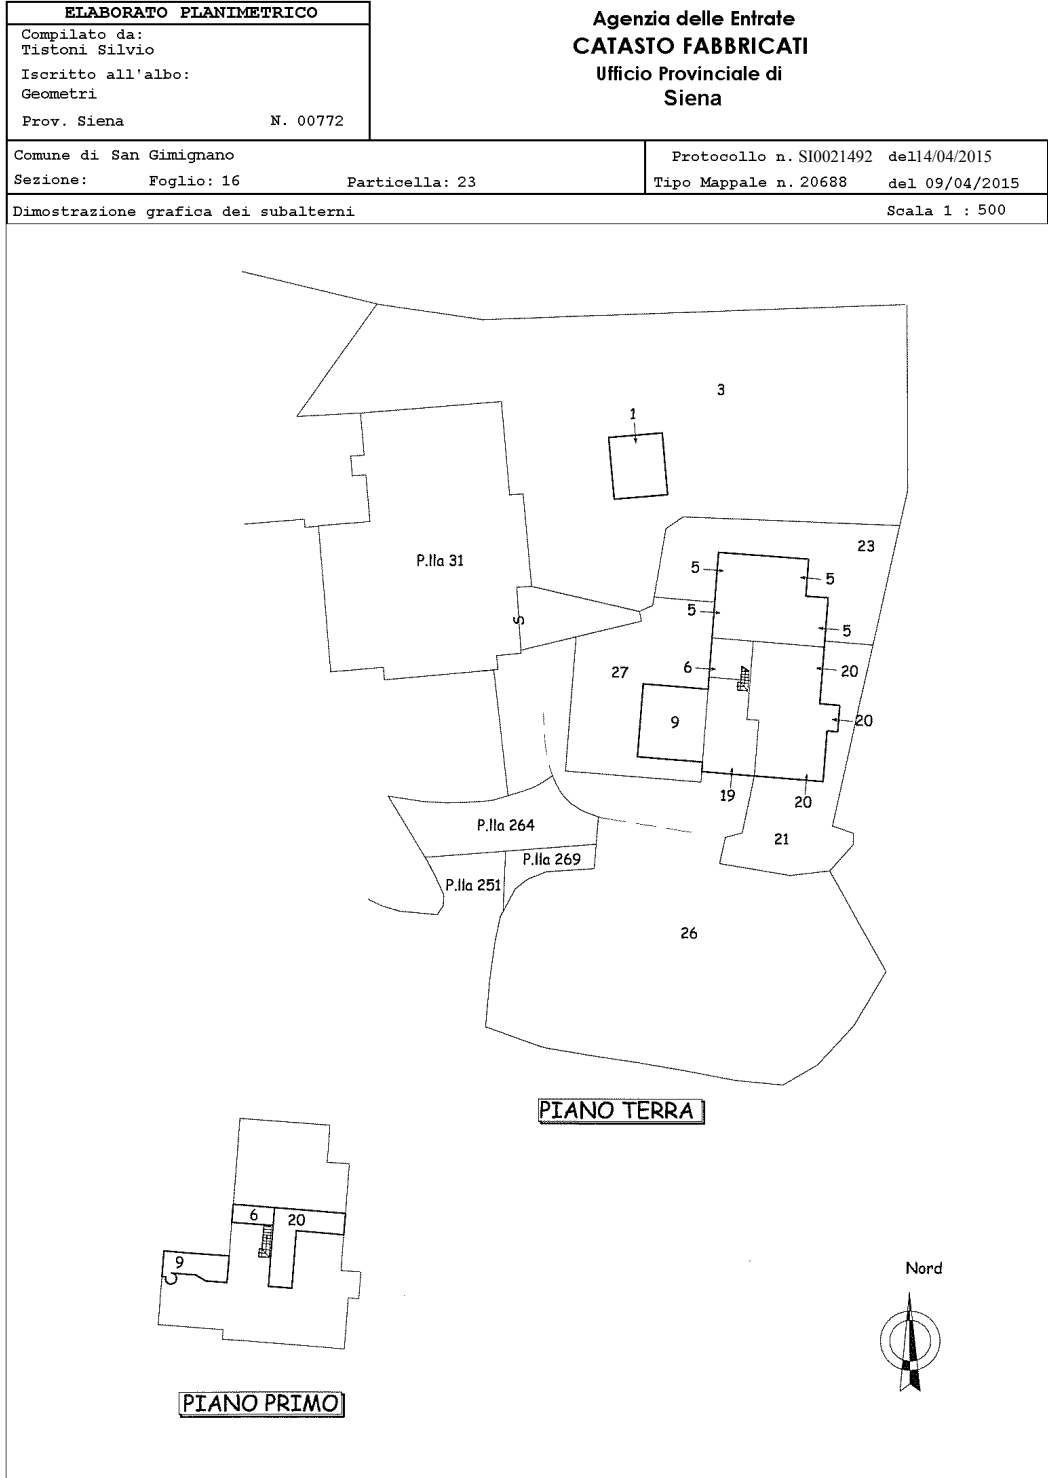 ELABORATO PLANIMETRICO
Compilato da:
Tistoni Silvio
Iscritto all'albo:
Geometri
Prov. Siena N. 00772
Agenzia delle Entrate
CATASTO FABBRICATI
Ufficio Provinciale di
Siena
Comune di San Gimignano
Sezione: Foglio: 16 Particella: 23
Protocollo n. SI0021492 del14/04/2015
Tipo Mappale n. 20688 del 09/04/2015
Dimostrazione grafica dei subalterni Scala 1 : 500
3
1
23
P.lla 31
5
5
5
5
S
6
20
27
9
20
19
20
P.lla 264
21
P.lla 269
P.lla 251
26
PIANO TERRA
6
20
9
Nord
PIANO PRIMO